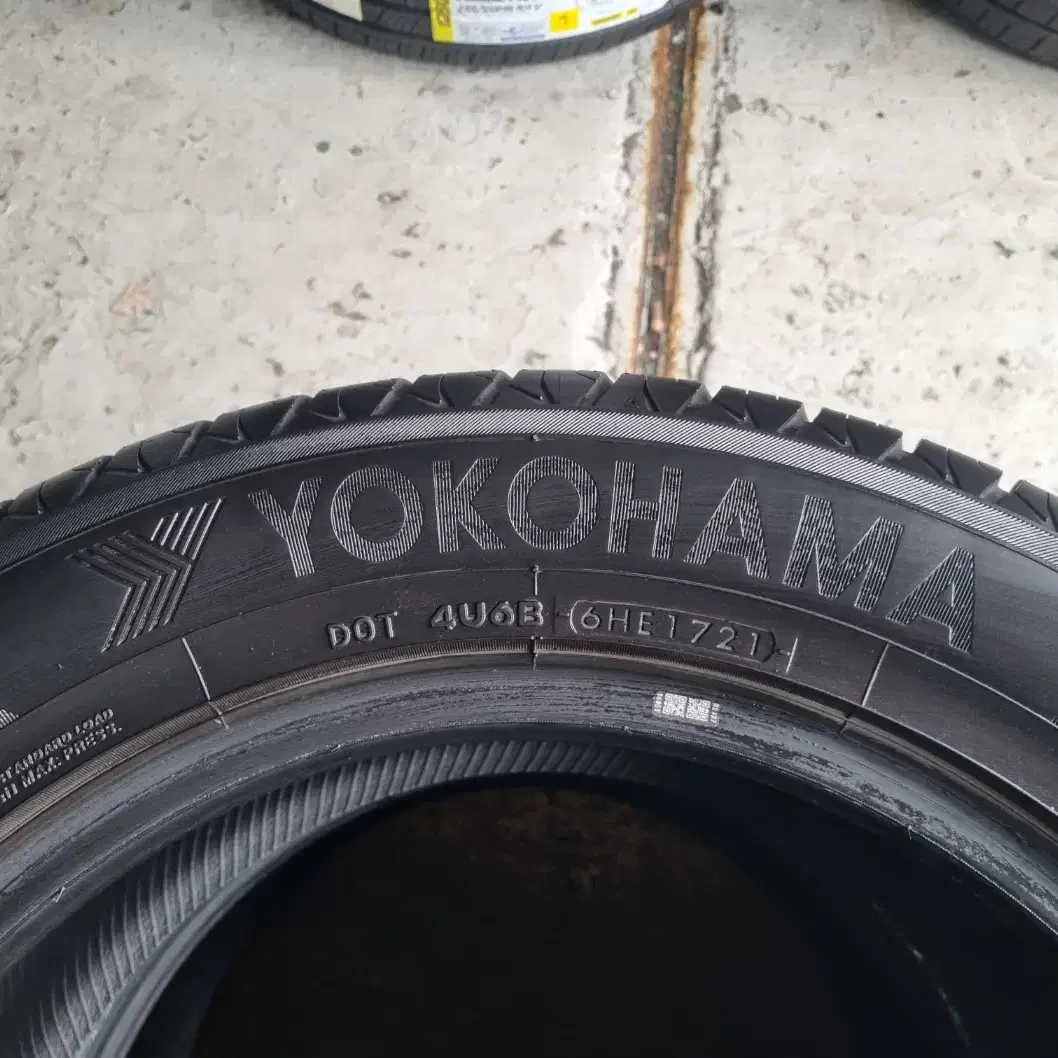 YOKOHAMA
DOT 4U6B 6HE1721
STANDARD LOAD
MAX. PRESS.